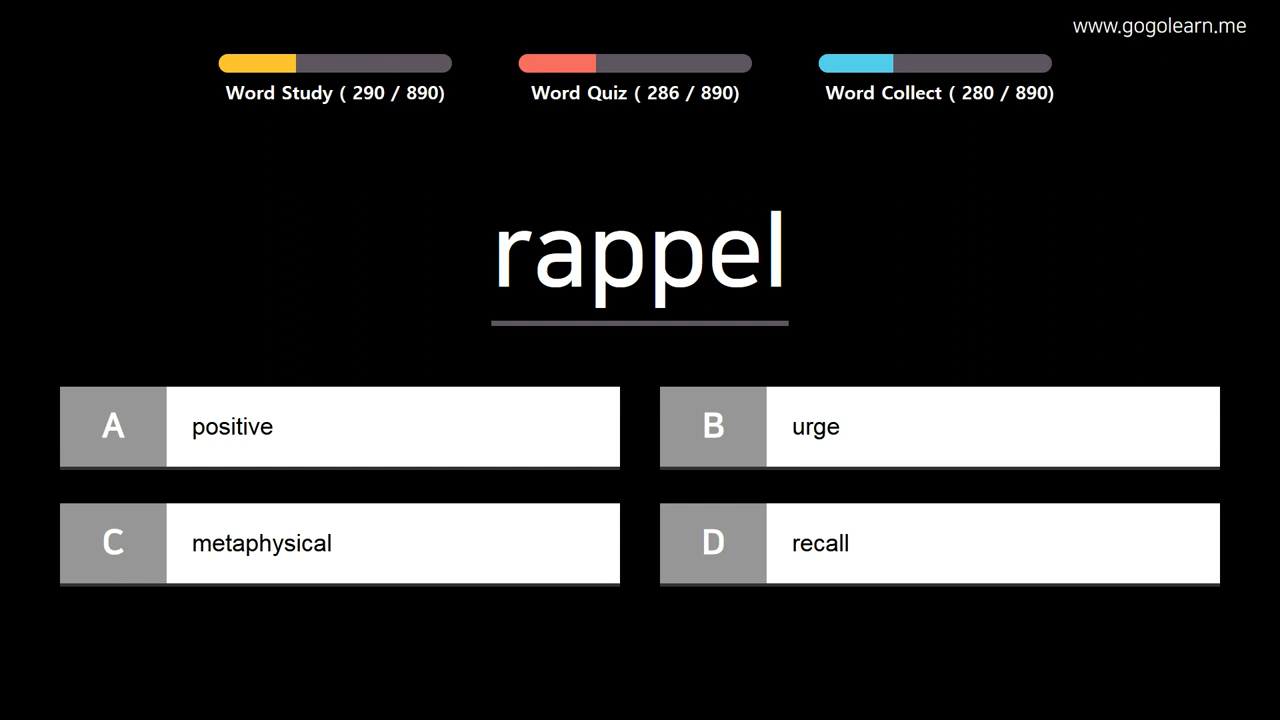 www.gogolearn.me
Word Study ( 290 / 890)
Word Quiz ( 286 / 890)
Word Collect ( 280 / 890)
rappel
A positive
B urge
C metaphysical
D recall